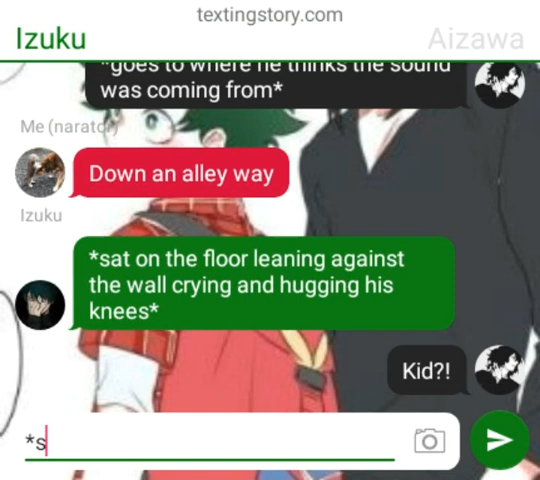 textingstory.com
Izuku
Aizawa
*goes to where he thinks the sound
was coming from*
Me (narator)
Down an alley way
Izuku
*sat on the floor leaning against
the wall crying and hugging his
knees*
Kid?!
*s